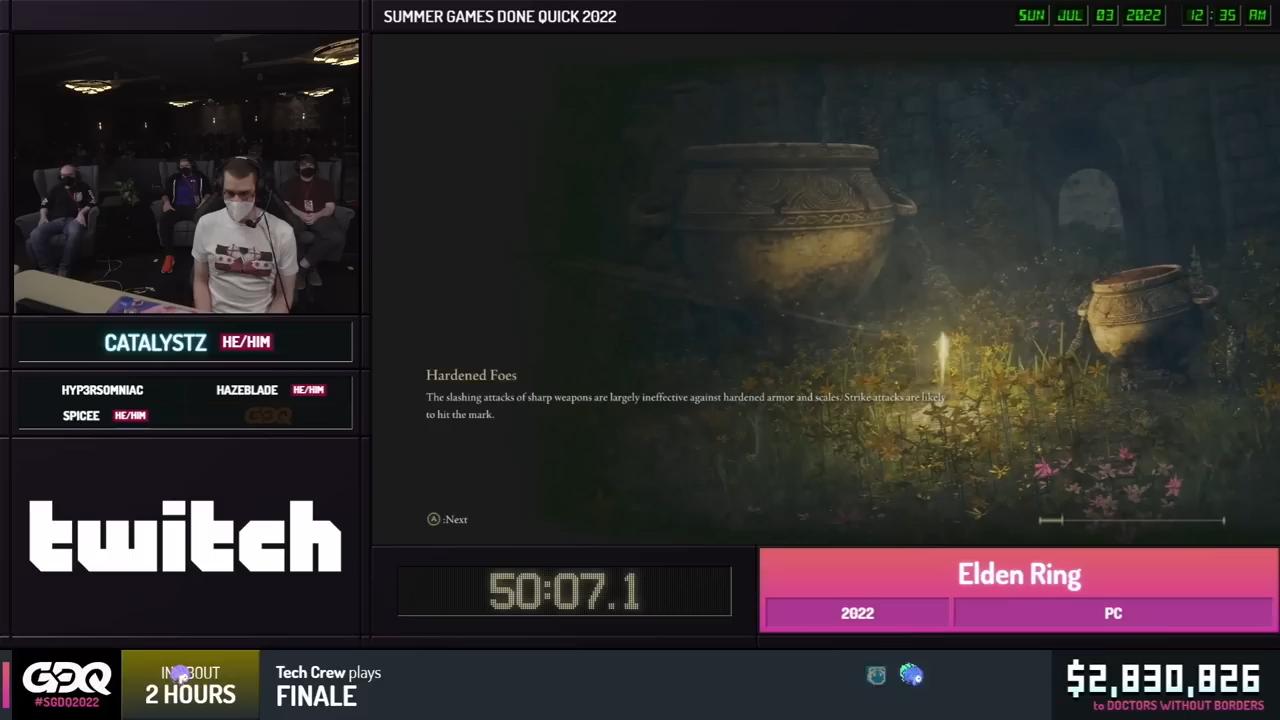 SUMMER GAMES DONE QUICK 2022
SUN JUL 03 2022 12:35 AM
CATALYSTZ HE/HIM
HYP3RSOMNIAC HAZEBLADE HE/HIM
SPICEE HE/HIM GDQ
twitch
Hardened Foes
The slashing attacks of sharp weapons are largely ineffective against hardened armor and scales. Strike attacks are likely
to hit the mark.
Ⓐ:Next
50:07.1
Elden Ring
2022 PC
GDQ
#SGDQ2022
2 HOURS
Tech Crew plays
FINALE
$2,830,826
to DOCTORS WITHOUT BORDERS